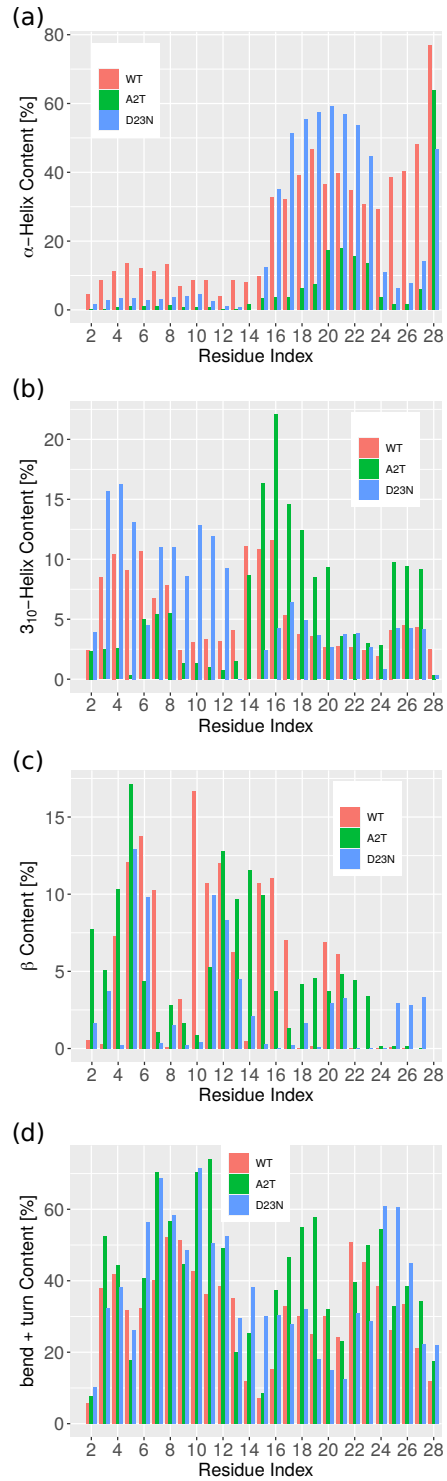 (a)
α−Helix Content [%]
80
60
40
20
0
WT
A2T
D23N
2 4 6 8 10 12 14 16 18 20 22 24 26 28
Residue Index
(b)
3₁₀−Helix Content [%]
20
15
10
5
0
WT
A2T
D23N
2 4 6 8 10 12 14 16 18 20 22 24 26 28
Residue Index
(c)
β Content [%]
15
10
5
0
WT
A2T
D23N
2 4 6 8 10 12 14 16 18 20 22 24 26 28
Residue Index
(d)
bend + turn Content [%]
60
40
20
0
WT
A2T
D23N
2 4 6 8 10 12 14 16 18 20 22 24 26 28
Residue Index